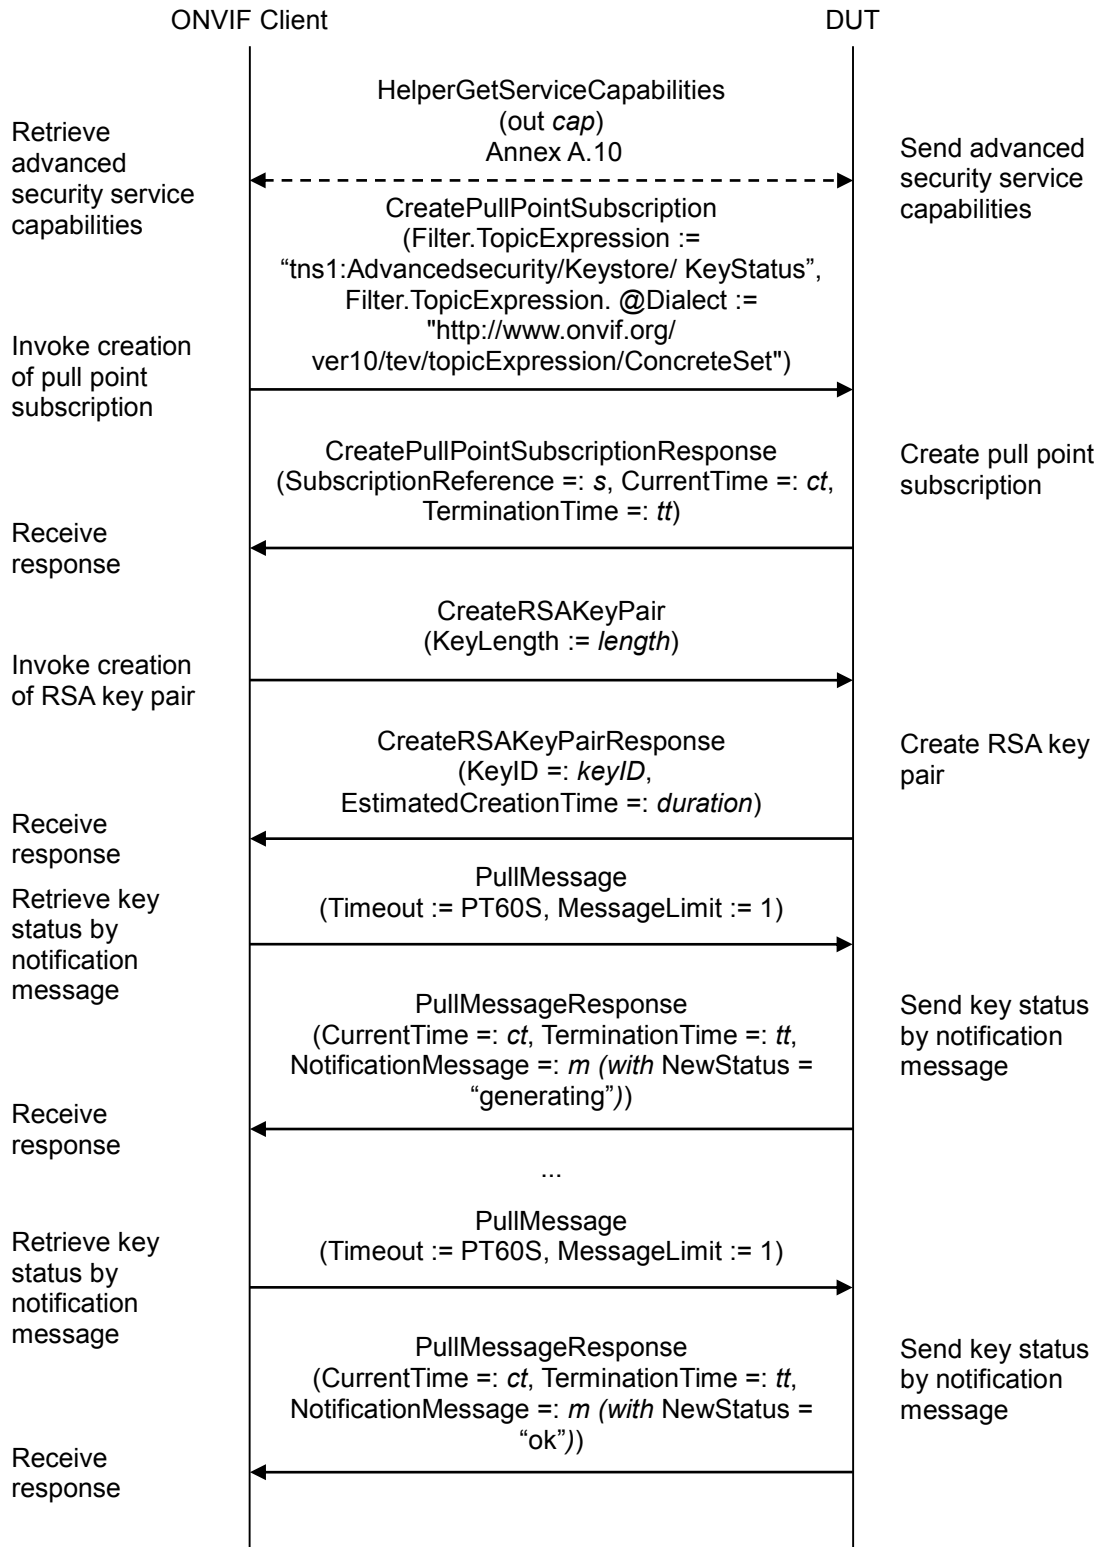 ONVIF Client
DUT
HelperGetServiceCapabilities
(out cap)
Annex A.10
Retrieve
advanced
security service
capabilities
Send advanced
security service
capabilities
CreatePullPointSubscription
(Filter.TopicExpression :=
“tns1:Advancedsecurity/Keystore/ KeyStatus”,
Filter.TopicExpression. @Dialect :=
"http://www.onvif.org/
ver10/tev/topicExpression/ConcreteSet")
Invoke creation
of pull point
subscription
CreatePullPointSubscriptionResponse
(SubscriptionReference =: s, CurrentTime =: ct,
TerminationTime =: tt)
Create pull point
subscription
Receive
response
CreateRSAKeyPair
(KeyLength := length)
Invoke creation
of RSA key pair
CreateRSAKeyPairResponse
(KeyID =: keyID,
EstimatedCreationTime =: duration)
Create RSA key
pair
Receive
response
PullMessage
(Timeout := PT60S, MessageLimit := 1)
Retrieve key
status by
notification
message
PullMessageResponse
(CurrentTime =: ct, TerminationTime =: tt,
NotificationMessage =: m (with NewStatus =
“generating”))
Send key status
by notification
message
Receive
response
...
PullMessage
(Timeout := PT60S, MessageLimit := 1)
Retrieve key
status by
notification
message
PullMessageResponse
(CurrentTime =: ct, TerminationTime =: tt,
NotificationMessage =: m (with NewStatus =
“ok”))
Send key status
by notification
message
Receive
response